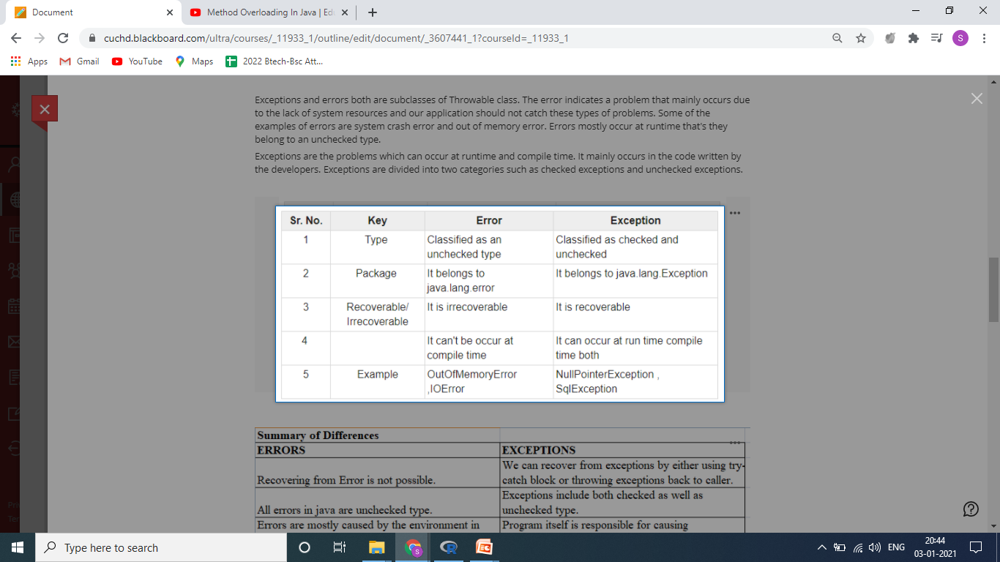 Document
Method Overloading In Java | Edu
cuchd.blackboard.com/ultra/courses/_11933_1/outline/edit/document/_3607441_1?courseId=_11933_1
S
Apps
Gmail
YouTube
Maps
2022 Btech-Bsc Att...
Exceptions and errors both are subclasses of Throwable class. The error indicates a problem that mainly occurs due
to the lack of system resources and our application should not catch these types of problems. Some of the
examples of errors are system crash error and out of memory error. Errors mostly occur at runtime that's they
belong to an unchecked type.
Exceptions are the problems which can occur at runtime and compile time. It mainly occurs in the code written by
the developers. Exceptions are divided into two categories such as checked exceptions and unchecked exceptions.
Sr. No. Key Error Exception
1 Type Classified as an Classified as checked and
unchecked type unchecked
2 Package It belongs to It belongs to java.lang.Exception
java.lang.error
3 Recoverable/ It is irrecoverable It is recoverable
Irrecoverable
4 It can't be occur at It can occur at run time compile
compile time time both
5 Example OutOfMemoryError NullPointerException ,
,IOError SqlException
Summary of Differences
ERRORS EXCEPTIONS
We can recover from exceptions by either using try-
Recovering from Error is not possible. catch block or throwing exceptions back to caller.
Exceptions include both checked as well as
All errors in java are unchecked type. unchecked type.
Errors are mostly caused by the environment in Program itself is responsible for causing
Pri
Ter
Type here to search
ENG
20:44
03-01-2021